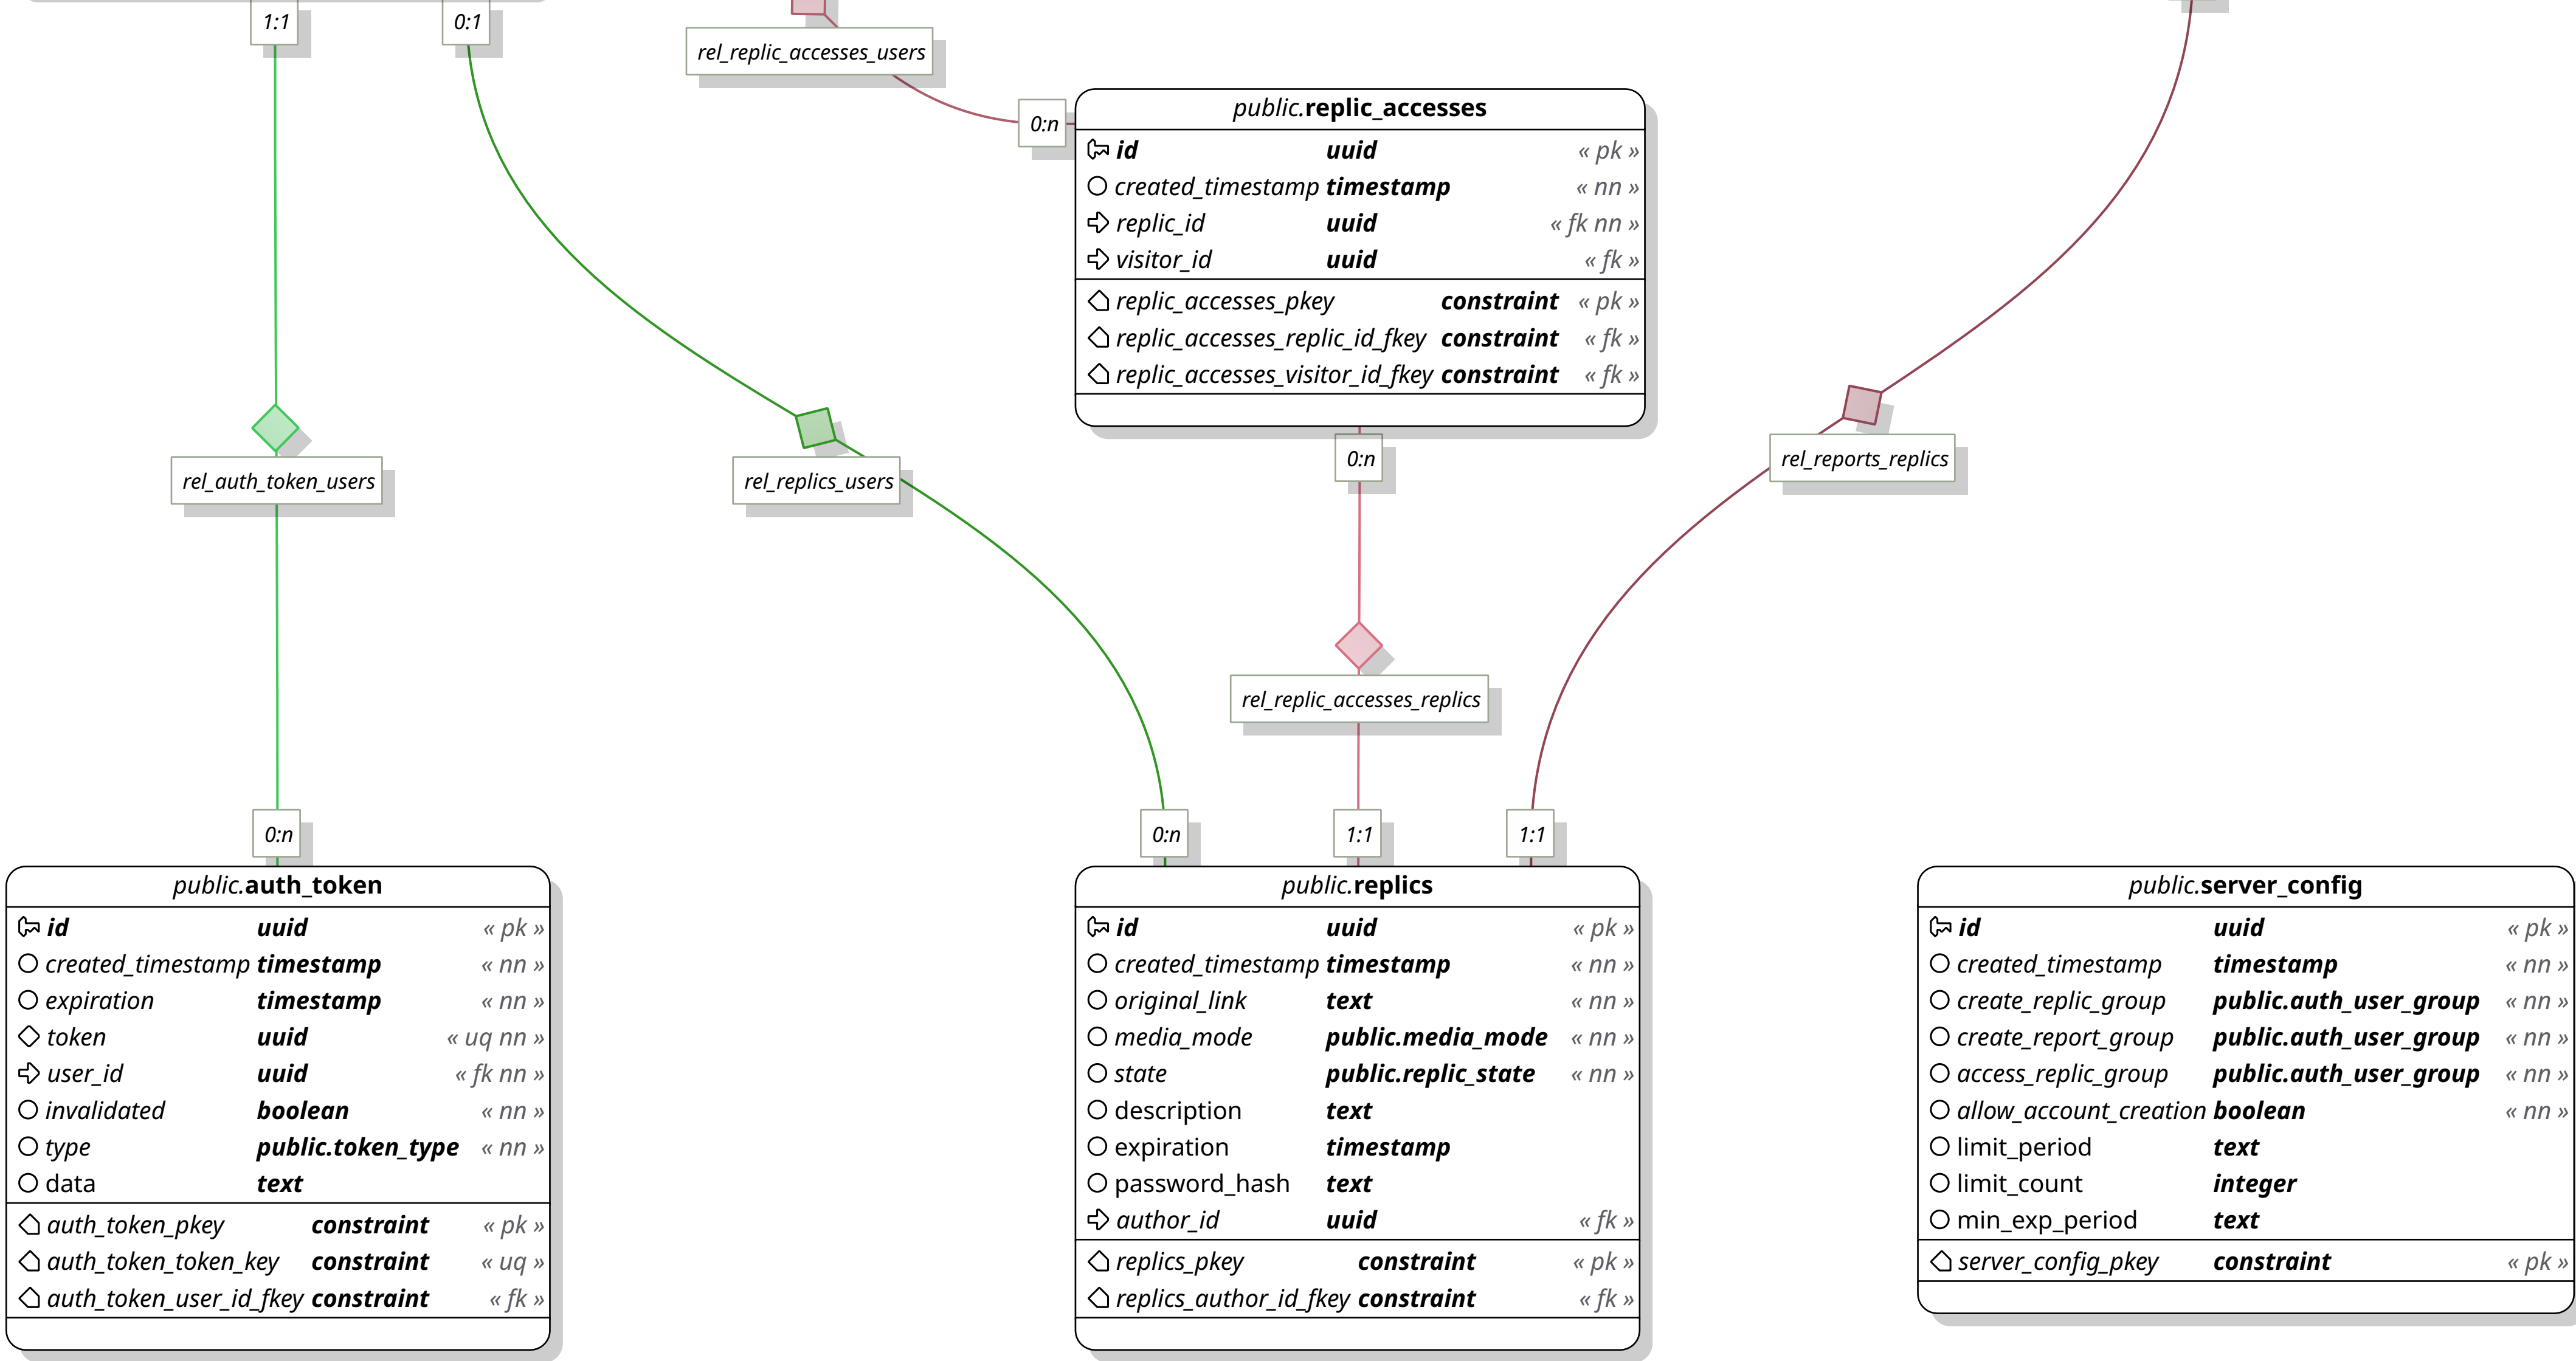 1:1
0:1
rel_replic_accesses_users
0:n
public.replic_accesses
id uuid « pk »
created_timestamp timestamp « nn »
replic_id uuid « fk nn »
visitor_id uuid « fk »
replic_accesses_pkey constraint « pk »
replic_accesses_replic_id_fkey constraint « fk »
replic_accesses_visitor_id_fkey constraint « fk »
0:n
rel_auth_token_users
rel_replics_users
rel_reports_replics
rel_replic_accesses_replics
0:n
0:n
1:1
1:1
public.auth_token
id uuid « pk »
created_timestamp timestamp « nn »
expiration timestamp « nn »
token uuid « uq nn »
user_id uuid « fk nn »
invalidated boolean « nn »
type public.token_type « nn »
data text
auth_token_pkey constraint « pk »
auth_token_token_key constraint « uq »
auth_token_user_id_fkey constraint « fk »
public.replics
id uuid « pk »
created_timestamp timestamp « nn »
original_link text « nn »
media_mode public.media_mode « nn »
state public.replic_state « nn »
description text
expiration timestamp
password_hash text
author_id uuid « fk »
replics_pkey constraint « pk »
replics_author_id_fkey constraint « fk »
public.server_config
id uuid « pk »
created_timestamp timestamp « nn »
create_replic_group public.auth_user_group « nn »
create_report_group public.auth_user_group « nn »
access_replic_group public.auth_user_group « nn »
allow_account_creation boolean « nn »
limit_period text
limit_count integer
min_exp_period text
server_config_pkey constraint « pk »